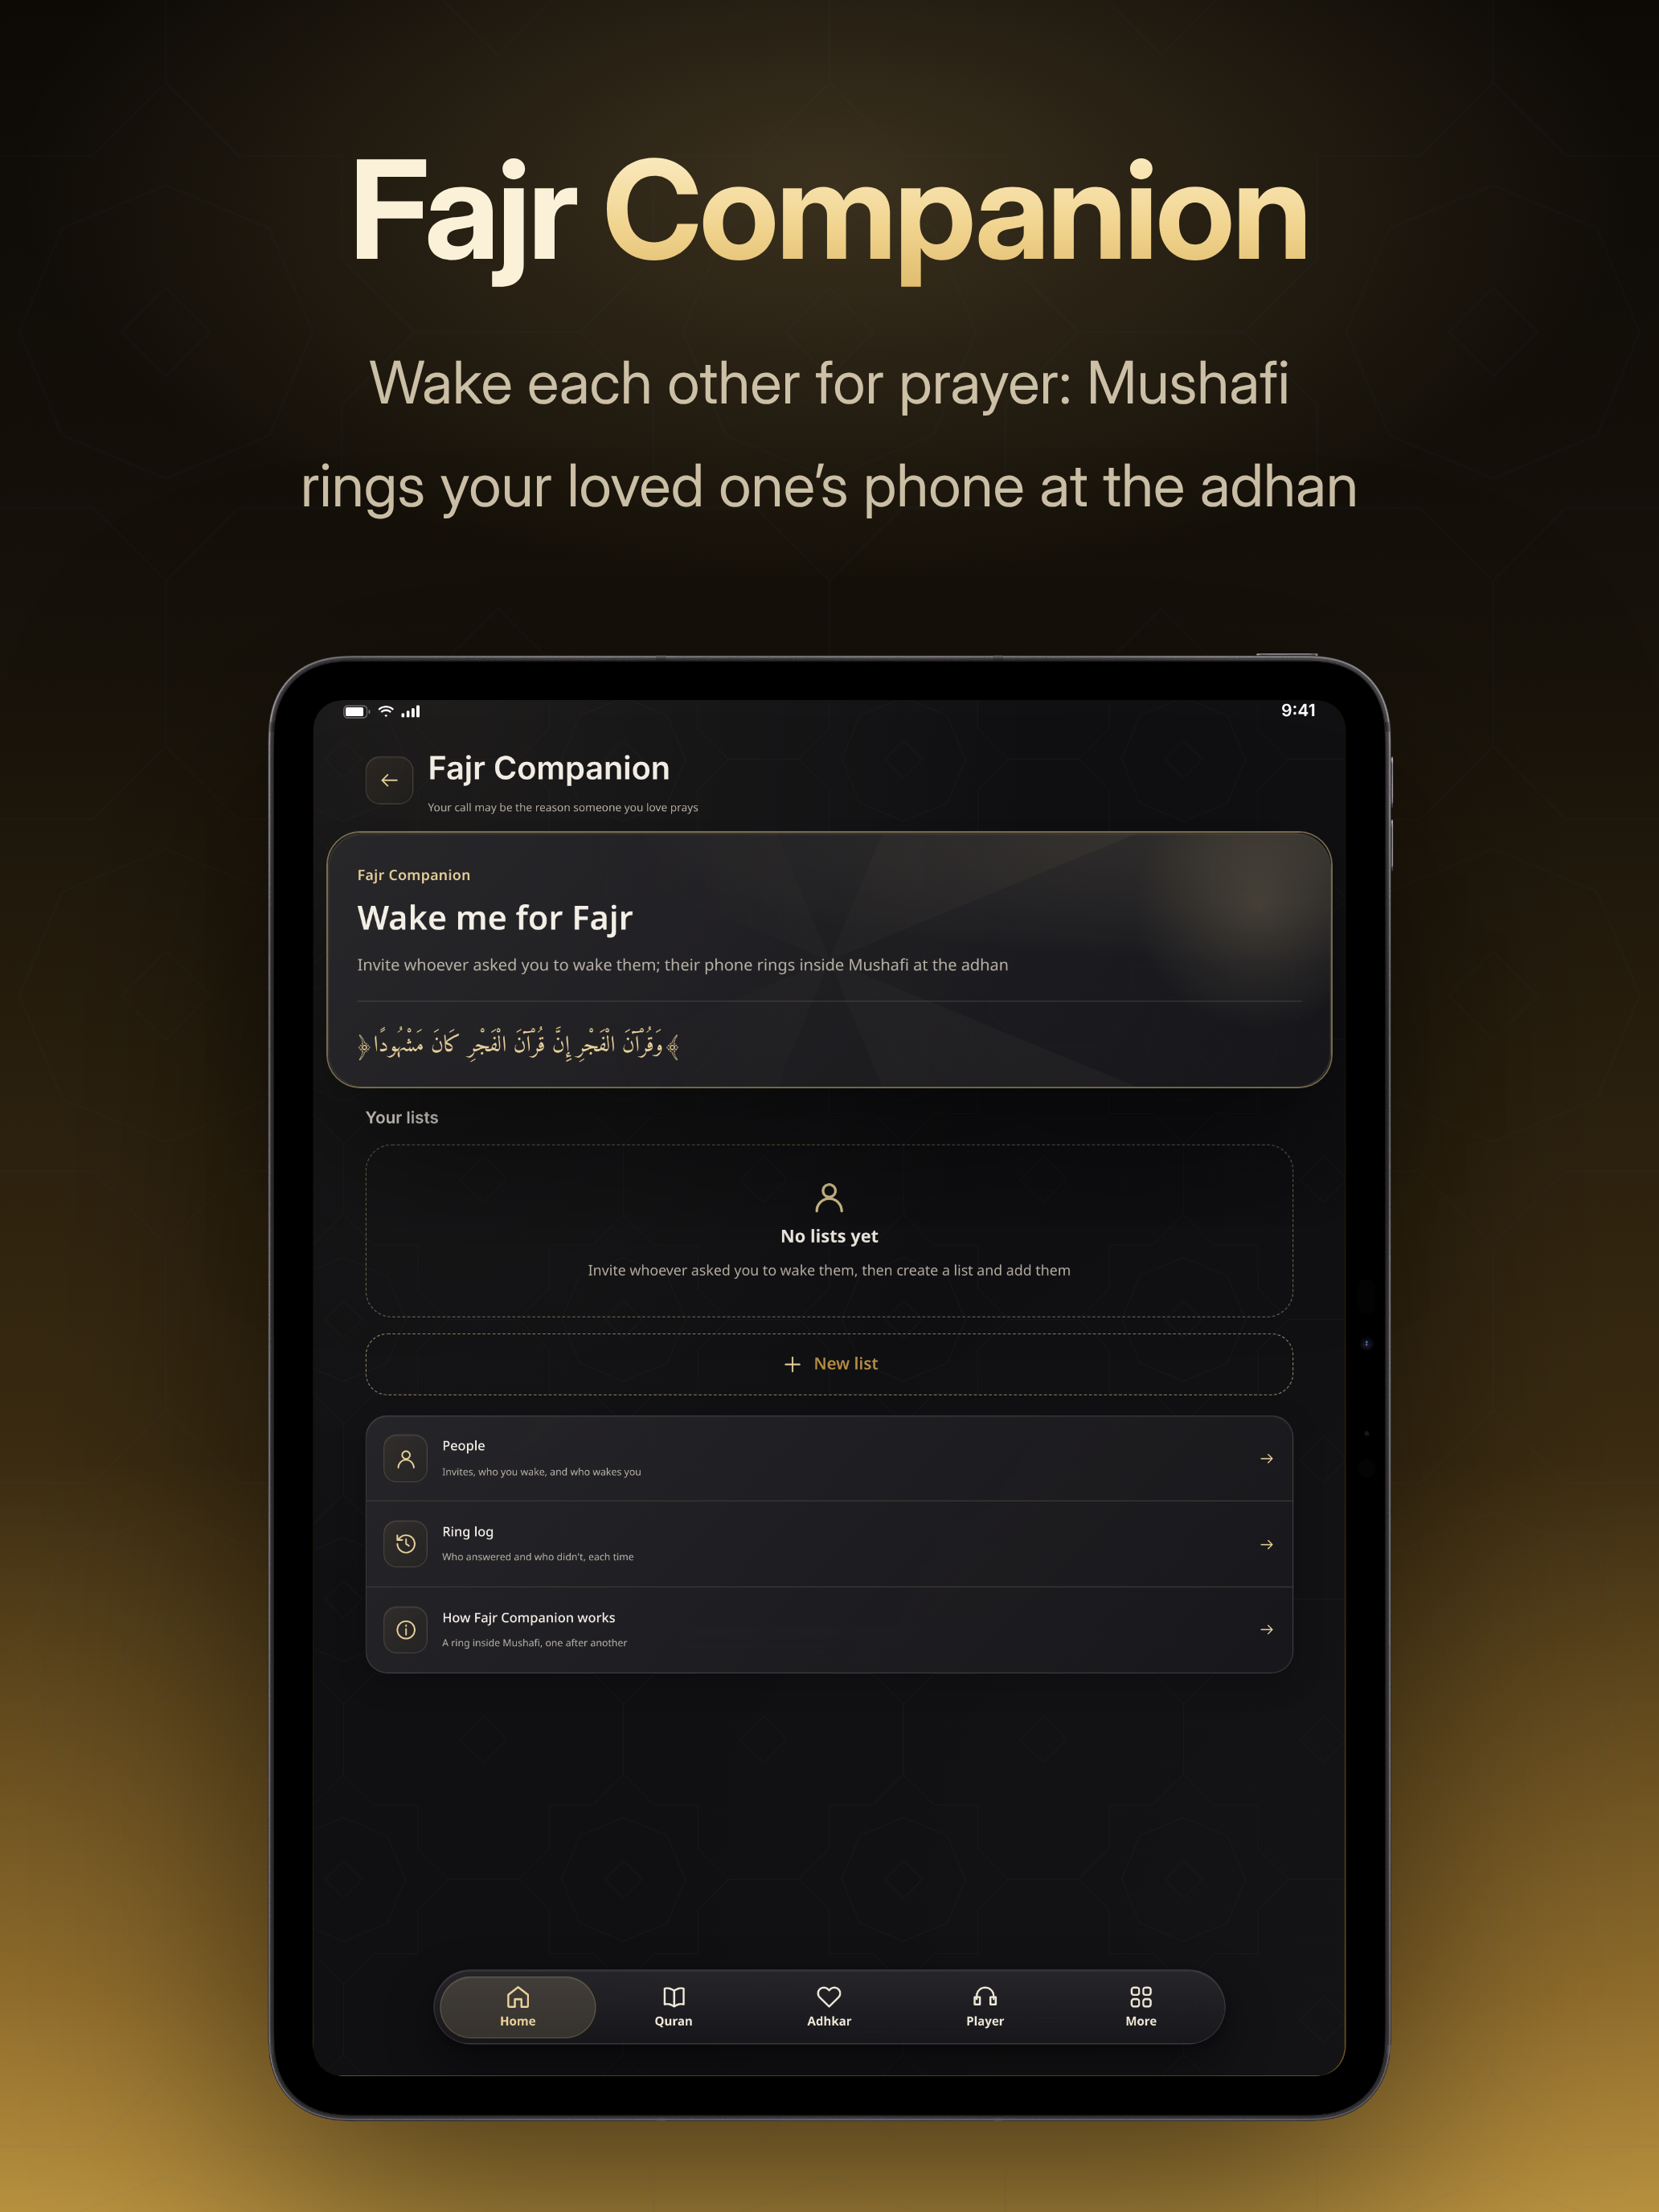 Fajr Companion
Wake each other for prayer: Mushafi
rings your loved one’s phone at the adhan
9:41
Fajr Companion
Your call may be the reason someone you love prays
Fajr Companion
Wake me for Fajr
Invite whoever asked you to wake them; their phone rings inside Mushafi at the adhan
﴿وَقُرْآنَ الْفَجْرِ إِنَّ قُرْآنَ الْفَجْرِ كَانَ مَشْهُودًا﴾
Your lists
No lists yet
Invite whoever asked you to wake them, then create a list and add them
+ New list
People
Invites, who you wake, and who wakes you
Ring log
Who answered and who didn't, each time
How Fajr Companion works
A ring inside Mushafi, one after another
Home Quran Adhkar Player More